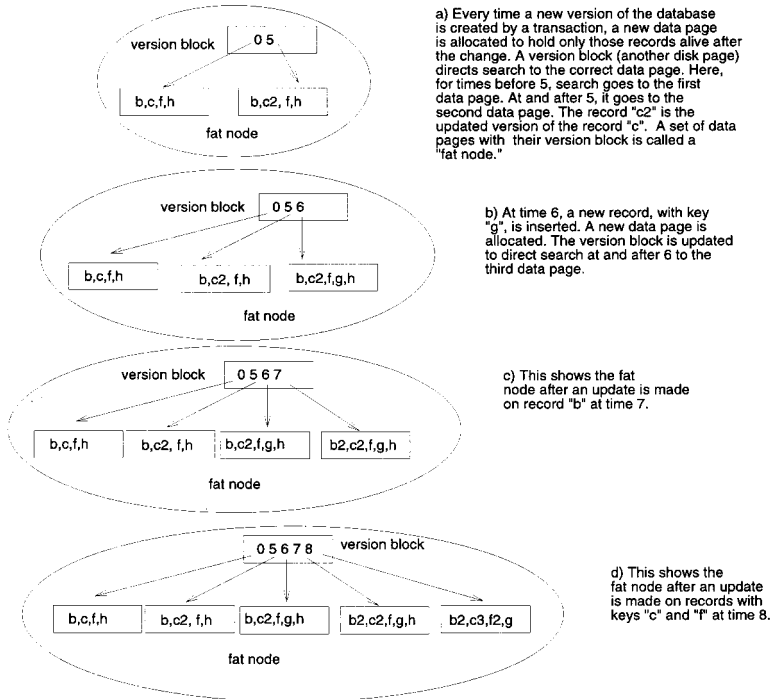 version block
0 5
b,c,f,h
b,c2, f,h
fat node
a) Every time a new version of the database
is created by a transaction, a new data page
is allocated to hold only those records alive after
the change. A version block (another disk page)
directs search to the correct data page. Here,
for times before 5, search goes to the first
data page. At and after 5, it goes to the
second data page. The record "c2" is the
updated version of the record "c". A set of data
pages with their version block is called a
"fat node."
version block
0 5 6
b,c,f,h
b,c2, f,h
b,c2,f,g,h
fat node
b) At time 6, a new record, with key
"g", is inserted. A new data page is
allocated. The version block is updated
to direct search at and after 6 to the
third data page.
version block
0 5 6 7
b,c,f,h
b,c2, f,h
b,c2,f,g,h
b2,c2,f,g,h
fat node
c) This shows the fat
node after an update is made
on record "b" at time 7.
0 5 6 7 8
version block
b,c,f,h
b,c2, f,h
b,c2,f,g,h
b2,c2,f,g,h
b2,c3,f2,g
fat node
d) This shows the
fat node after an update
is made on records with
keys "c" and "f" at time 8.